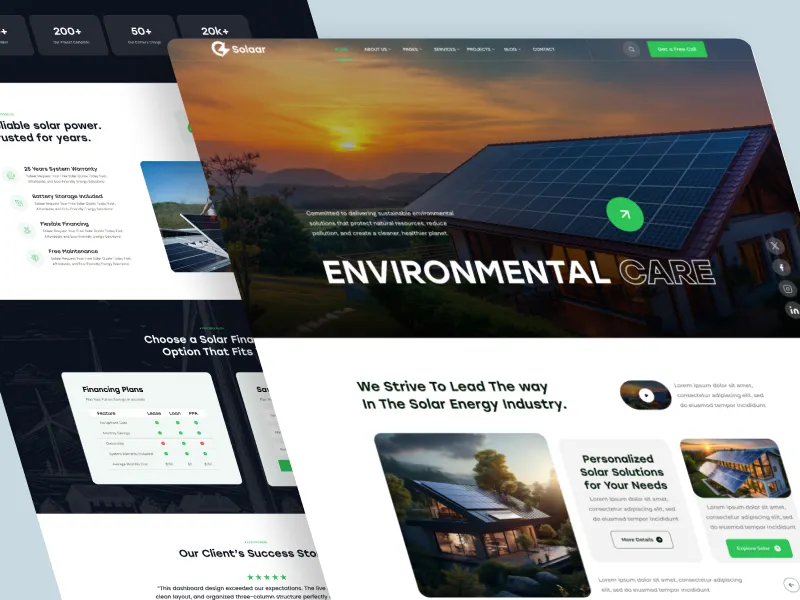 200+
50+
20k+
liable solar power.
rusted for years.
25 Years System Warranty
Battery Storage Included
Flexible Financing
Free Maintenance
Choose a Solar Fina
Option That Fits
Financing Plans
Feature Lease Loan PPA
Our Client's Success Sto
"This dashboard design exceeded our expectations. The live
clean layout, and organized three-column structure perfectly
Solaar
HOME ABOUT US PAGES SERVICES PROJECTS BLOG CONTACT
Get a Free Call
Committed to delivering sustainable environmental
solutions that protect natural resources, reduce
pollution, and create a cleaner, healthier planet.
ENVIRONMENTAL CARE
We Strive To Lead The way
In The Solar Energy Industry.
Lorem ipsum dolor sit amet,
consectetur adipiscing elit, sed
do eiusmod tempor incididunt.
Personalized
Solar Solutions
for Your Needs
Lorem ipsum dolor sit amet,
consectetur adipiscing elit, sed
do eiusmod tempor incididunt
More Details
Lorem ipsum dolor sit amet,
consectetur adipiscing elit, sed
do eiusmod tempor incididunt.
Explore Solar
Lorem ipsum dolor sit amet, consectetur adipiscing
elit, sed do eiusmod tempor incididunt.